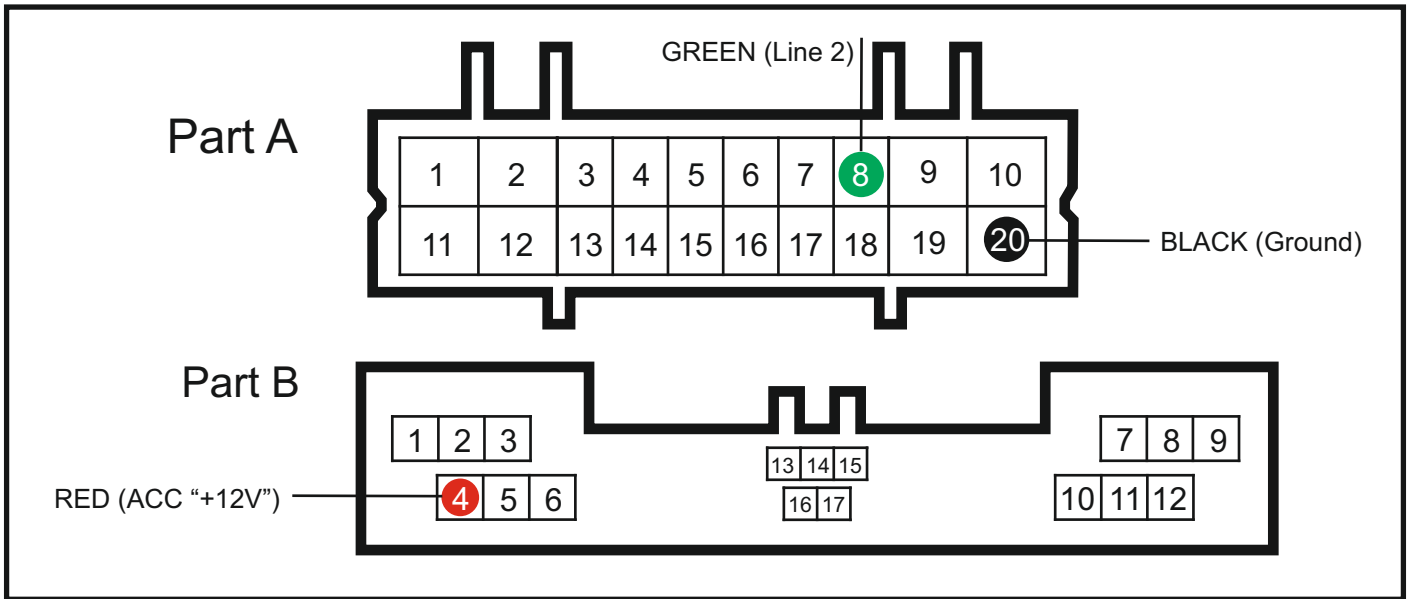 GREEN (Line 2)
Part A
1 2 3 4 5 6 7 8 9 10
11 12 13 14 15 16 17 18 19 20
BLACK (Ground)
Part B
1 2 3
7 8 9
13 14 15
RED (ACC “+12V”)
4 5 6
16 17
10 11 12